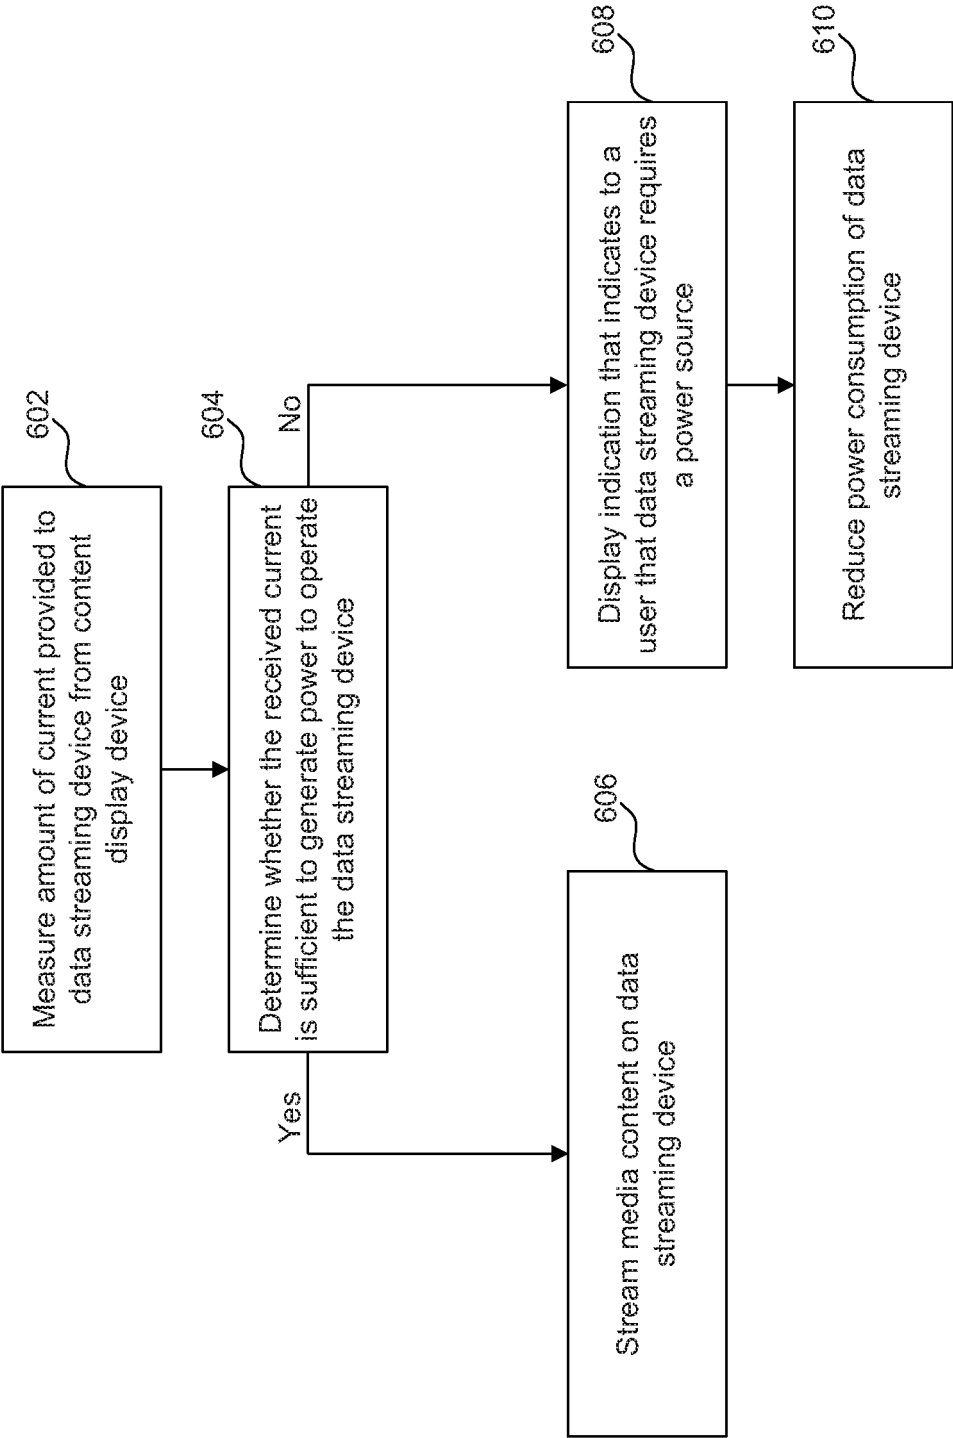 602
Measure amount of current provided to
data streaming device from content
display device
604
Determine whether the received current
is sufficient to generate power to operate
the data streaming device
Yes
No
606
Stream media content on data
streaming device
608
Display indication that indicates to a
user that data streaming device requires
a power source
610
Reduce power consumption of data
streaming device